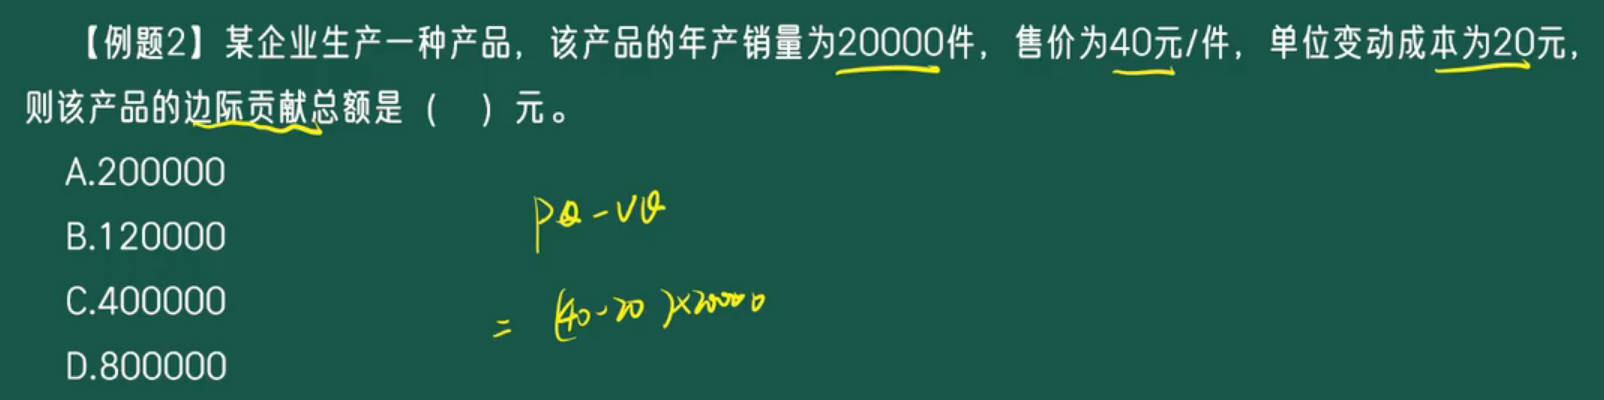 【例题2】某企业生产一种产品，该产品的年产销量为20000件，售价为40元/件，单位变动成本为20元，
则该产品的边际贡献总额是（　）元。
A.200000
B.120000
C.400000
D.800000
PQ-VQ
=(40-20)×20000